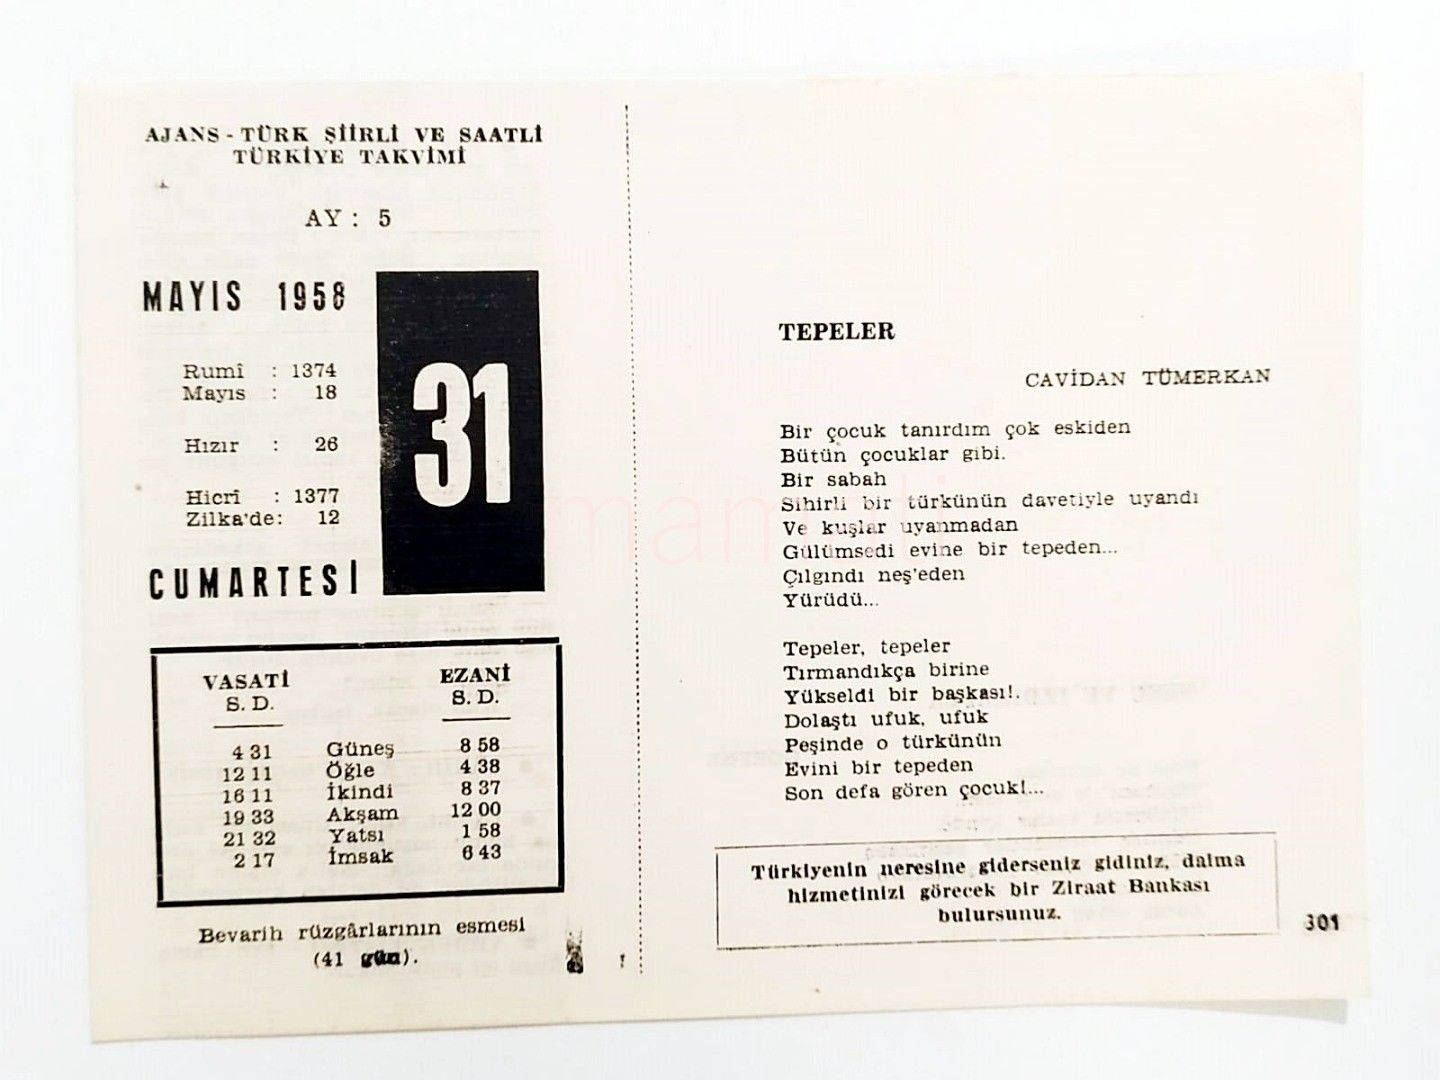 AJANS - TÜRK ŞİİRLİ VE SAATLİ
TÜRKİYE TAKVİMİ
AY : 5
MAYIS 1958
31
Rumî : 1374
Mayıs : 18
Hızır : 26
Hicrî : 1377
Zilka'de: 12
CUMARTESİ
VASATİ EZANİ
S. D. S. D.
4 31 Güneş 8 58
12 11 Öğle 4 38
16 11 İkindi 8 37
19 33 Akşam 12 00
21 32 Yatsı 1 58
2 17 İmsak 6 43
Bevarih rüzgârlarının esmesi
(41 gün).
TEPELER
CAVİDAN TÜMERKAN
Bir çocuk tanırdım çok eskiden
Bütün çocuklar gibi.
Bir sabah
Sihirli bir türkünün davetiyle uyandı
Ve kuşlar uyanmadan
Gülümsedi evine bir tepeden...
Çılgındı neş'eden
Yürüdü...
Tepeler, tepeler
Tırmandıkça birine
Yükseldi bir başkası!.
Dolaştı ufuk, ufuk
Peşinde o türkünün
Evini bir tepeden
Son defa gören çocuk!...
Türkiyenin neresine giderseniz gidiniz, daima
hizmetinizi görecek bir Ziraat Bankası
bulursunuz.
301